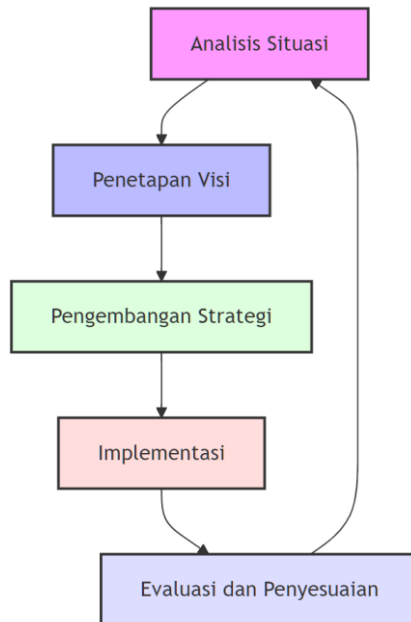 Analisis Situasi
Penetapan Visi
Pengembangan Strategi
Implementasi
Evaluasi dan Penyesuaian